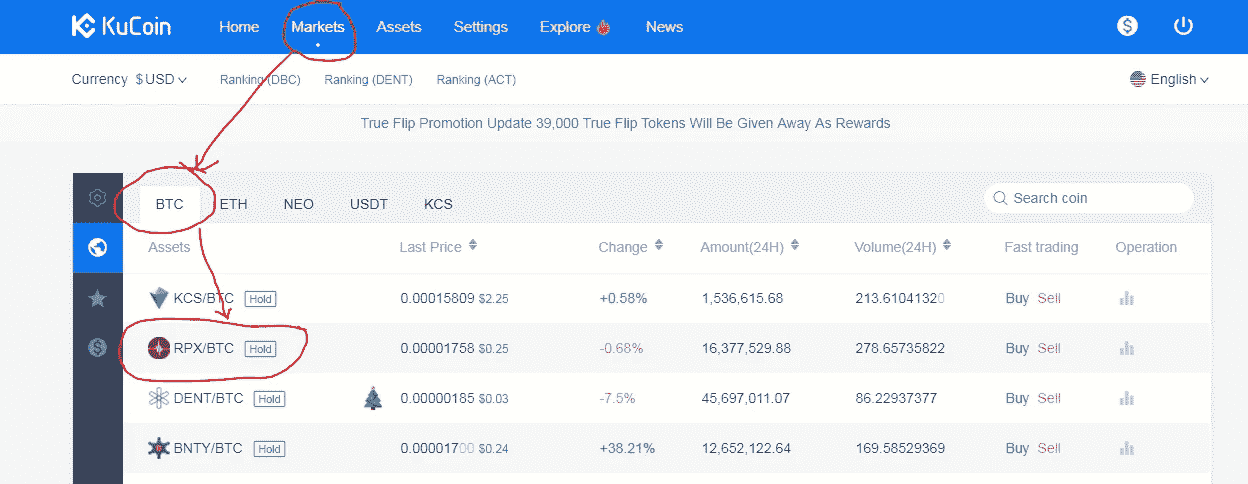 KuCoin Home Markets Assets Settings Explore News
Currency $ USD Ranking (DBC) Ranking (DENT) Ranking (ACT) English
True Flip Promotion Update 39,000 True Flip Tokens Will Be Given Away As Rewards
BTC ETH NEO USDT KCS Search coin
Assets Last Price Change Amount(24H) Volume(24H) Fast trading Operation
KCS/BTC Hold 0.00015809 $2.25 +0.58% 1,536,615.68 213.61041320 Buy Sell
RPX/BTC Hold 0.00001758 $0.25 -0.68% 16,377,529.88 278.65735822 Buy Sell
DENT/BTC Hold 0.00000185 $0.03 -7.5% 45,697,011.07 86.22937377 Buy Sell
BNTY/BTC Hold 0.00001700 $0.24 +38.21% 12,652,122.64 169.58529369 Buy Sell